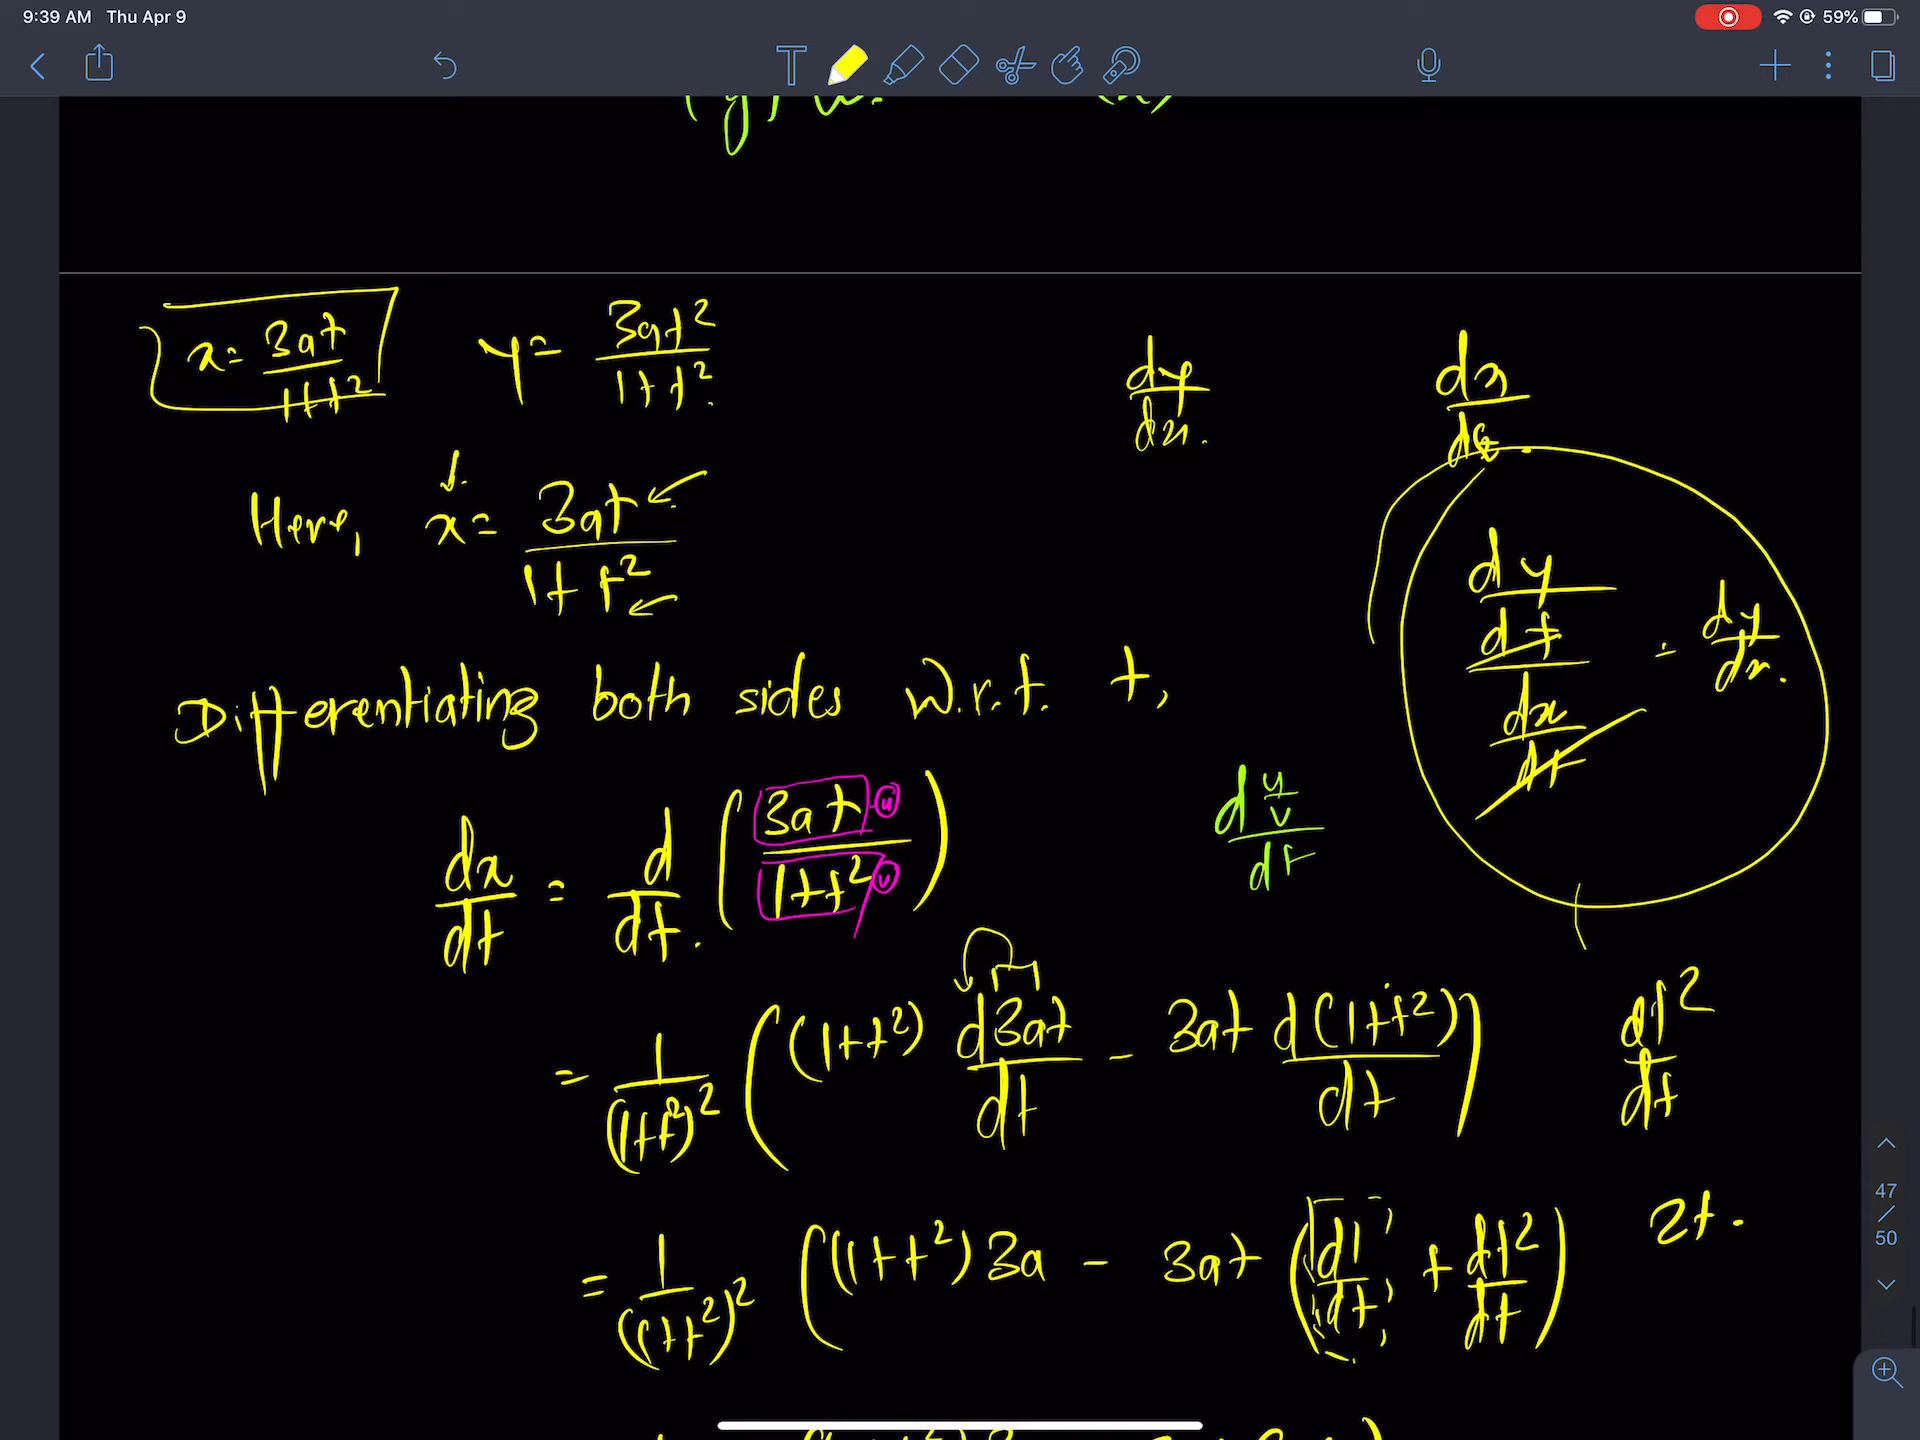 9:39 AM Thu Apr 9
59%
x = 3at / 1+t² y = 3at² / 1+t².
dy/dx.
Here, x = 3at / 1+t²
dy/dt / dx/dt = dy/dx.
Differentiating both sides w.r.t. t,
dx/dt = d/dt. ( 3at u / 1+t² v )
d u/v / dt
= 1/(1+t²)² ( (1+t²) d3at/dt - 3at d(1+t²)/dt )
dt²/dt
= 1/(1+t²)² ( (1+t²) 3a - 3at ( d1/dt + dt²/dt )
2t.
47
/
50